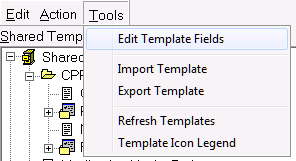 Edit Action Tools
Shared Temp
Edit Template Fields
Shared
Import Template
CPF
Export Template
Refresh Templates
Template Icon Legend